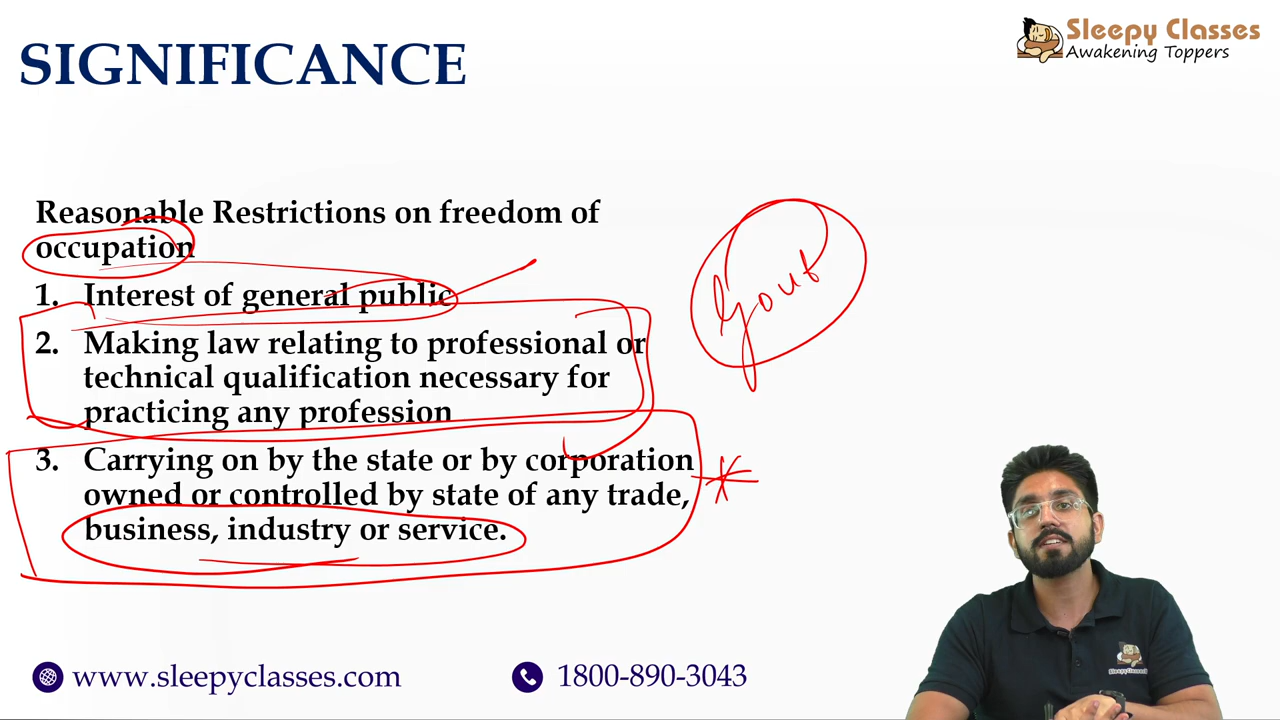 SIGNIFICANCE
Sleepy Classes
Awakening Toppers
Reasonable Restrictions on freedom of
occupation
1. Interest of general public
2. Making law relating to professional or
technical qualification necessary for
practicing any profession
3. Carrying on by the state or by corporation
owned or controlled by state of any trade,
business, industry or service.
Govt
www.sleepyclasses.com
1800-890-3043